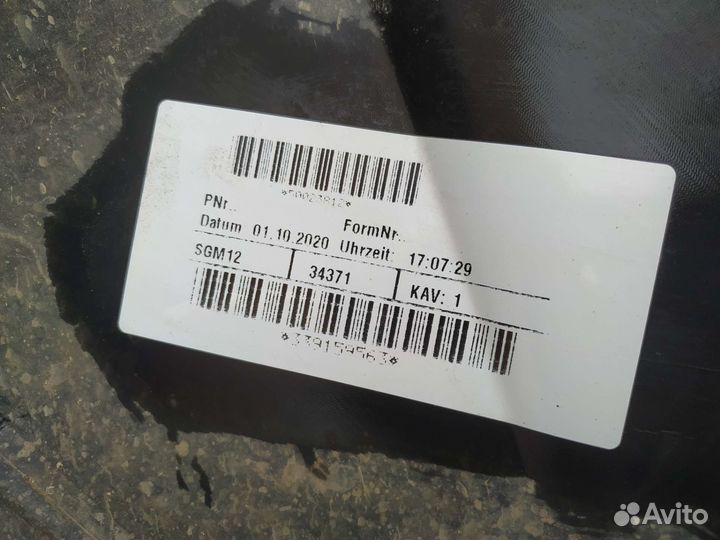 PNr.. FormNr..
Datum 01.10.2020 Uhrzeit: 17:07:29
SGM12 34371 KAV: 1
Avito